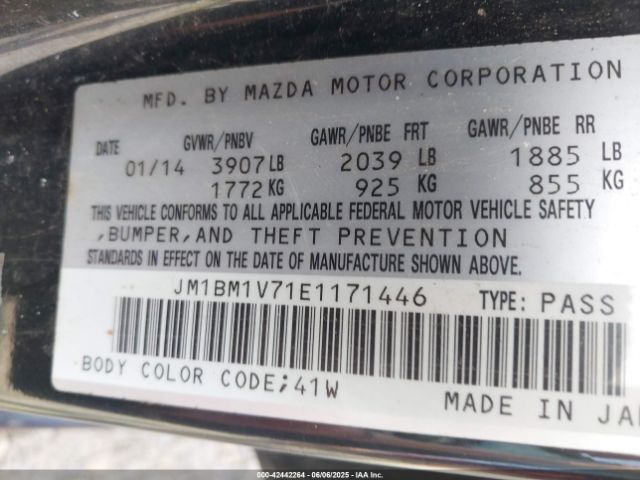 MFD. BY MAZDA MOTOR CORPORATION
DATE GVWR/PNBV GAWR/PNBE FRT GAWR/PNBE RR
01/14 3907 LB 2039 LB 1885 LB
1772 KG 925 KG 855 KG
THIS VEHICLE CONFORMS TO ALL APPLICABLE FEDERAL MOTOR VEHICLE SAFETY
,BUMPER,AND THEFT PREVENTION
STANDARDS IN EFFECT ON THE DATE OF MANUFACTURE SHOWN ABOVE.
JM1BM1V71E1171446 TYPE: PASS
BODY COLOR CODE;41W
MADE IN JA
000-42442264 - 06/06/2025 - IAA Inc.